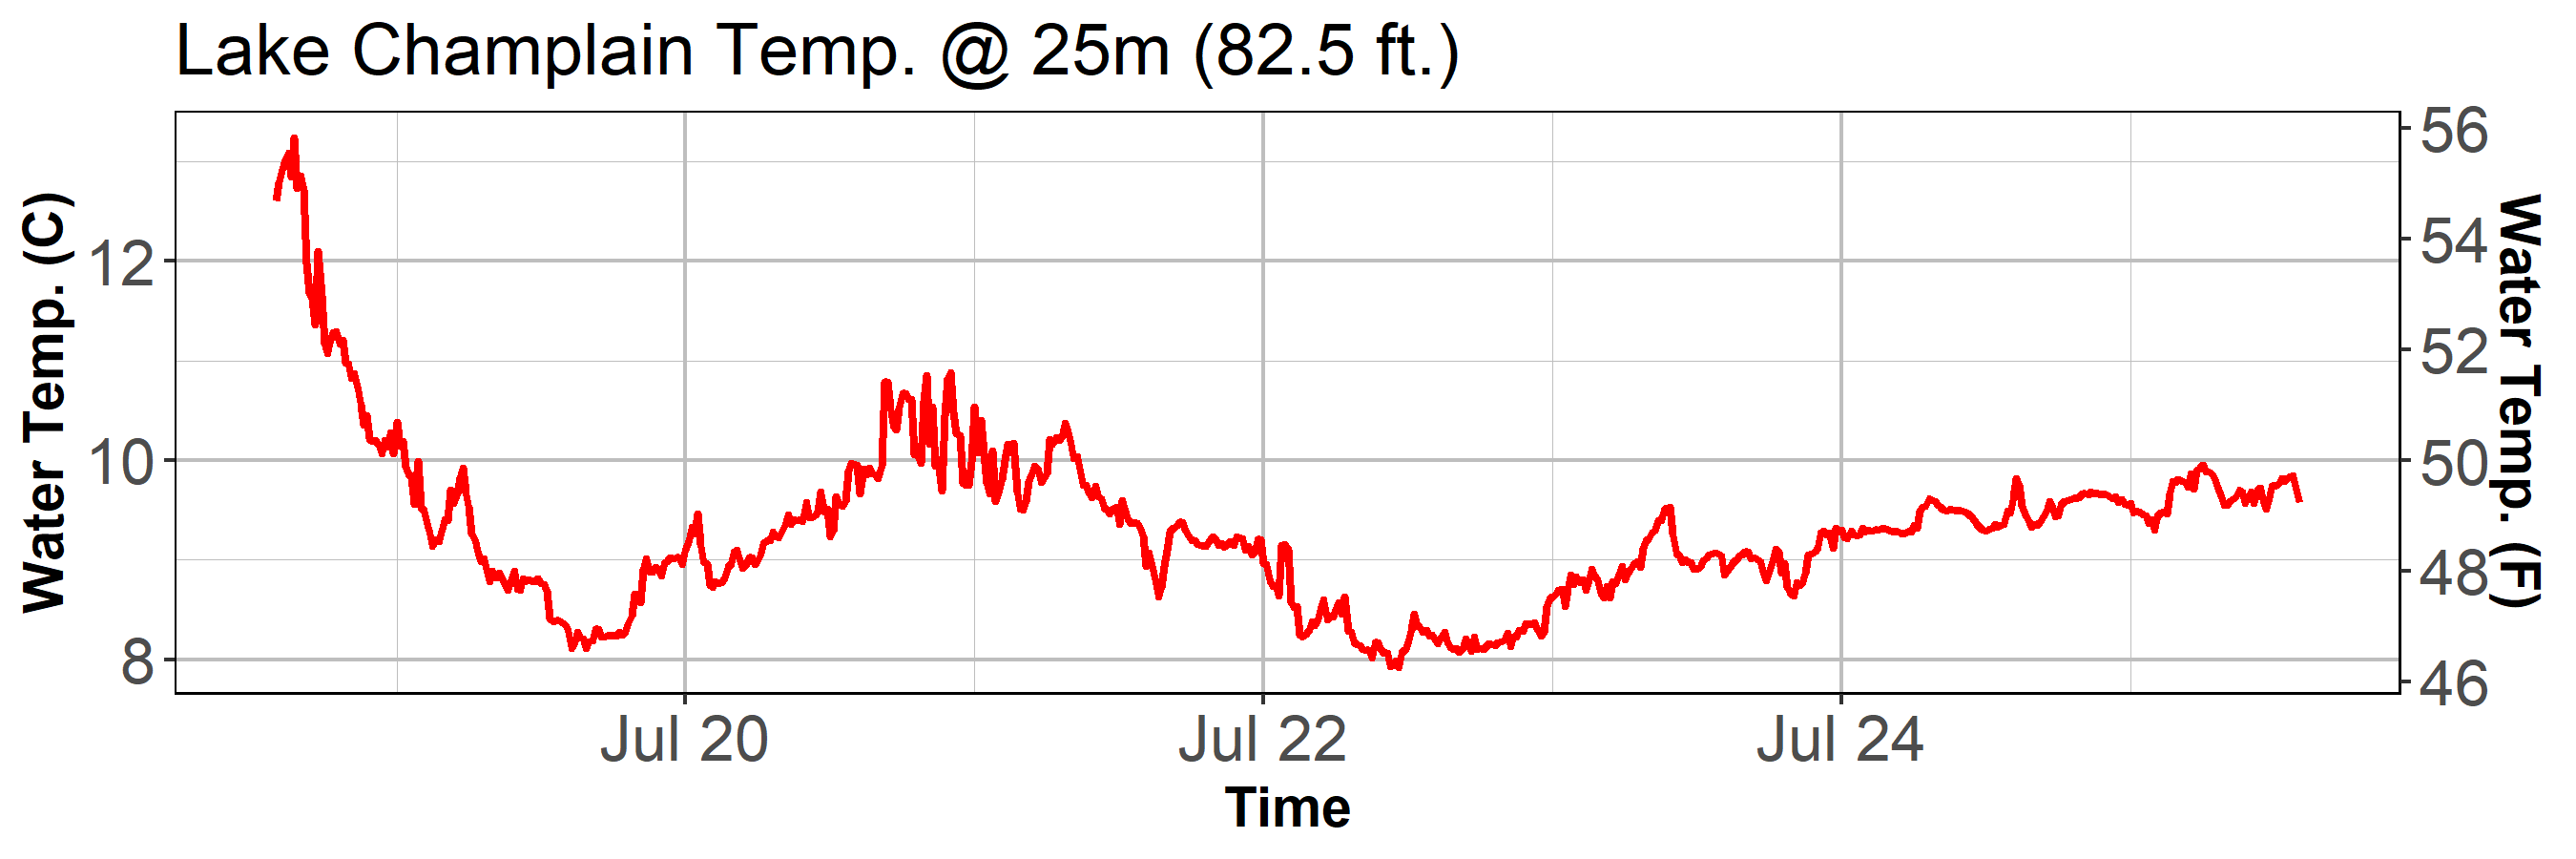 Lake Champlain Temp. @ 25m (82.5 ft.)
Water Temp. (C)
12
10
8
56
54
52
50
48
46
Water Temp. (F)
Jul 20 Jul 22 Jul 24
Time